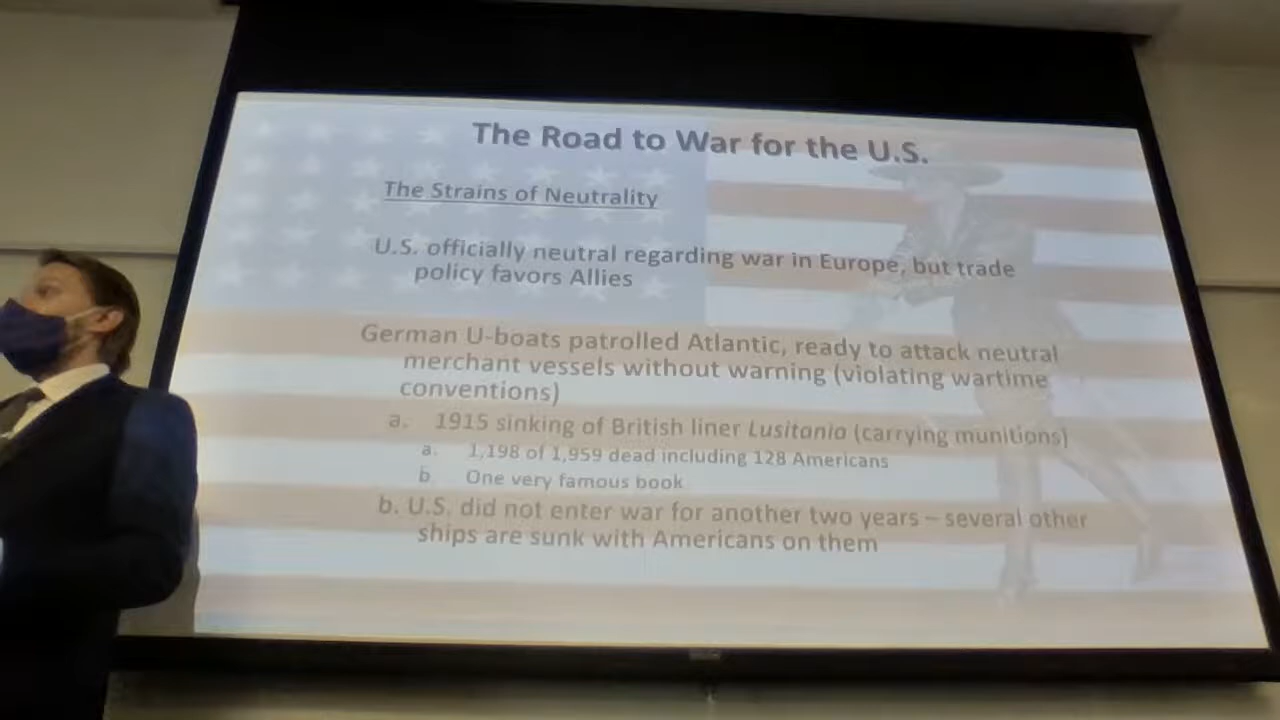 The Road to War for the U.S.
The Strains of Neutrality
U.S. officially neutral regarding war in Europe, but trade
policy favors Allies
German U-boats patrolled Atlantic, ready to attack neutral
merchant vessels without warning (violating wartime
conventions)
a. 1915 sinking of British liner Lusitania (carrying munitions)
a. 1,198 of 1,959 dead including 128 Americans
b. One very famous book
b. U.S. did not enter war for another two years – several other
ships are sunk with Americans on them